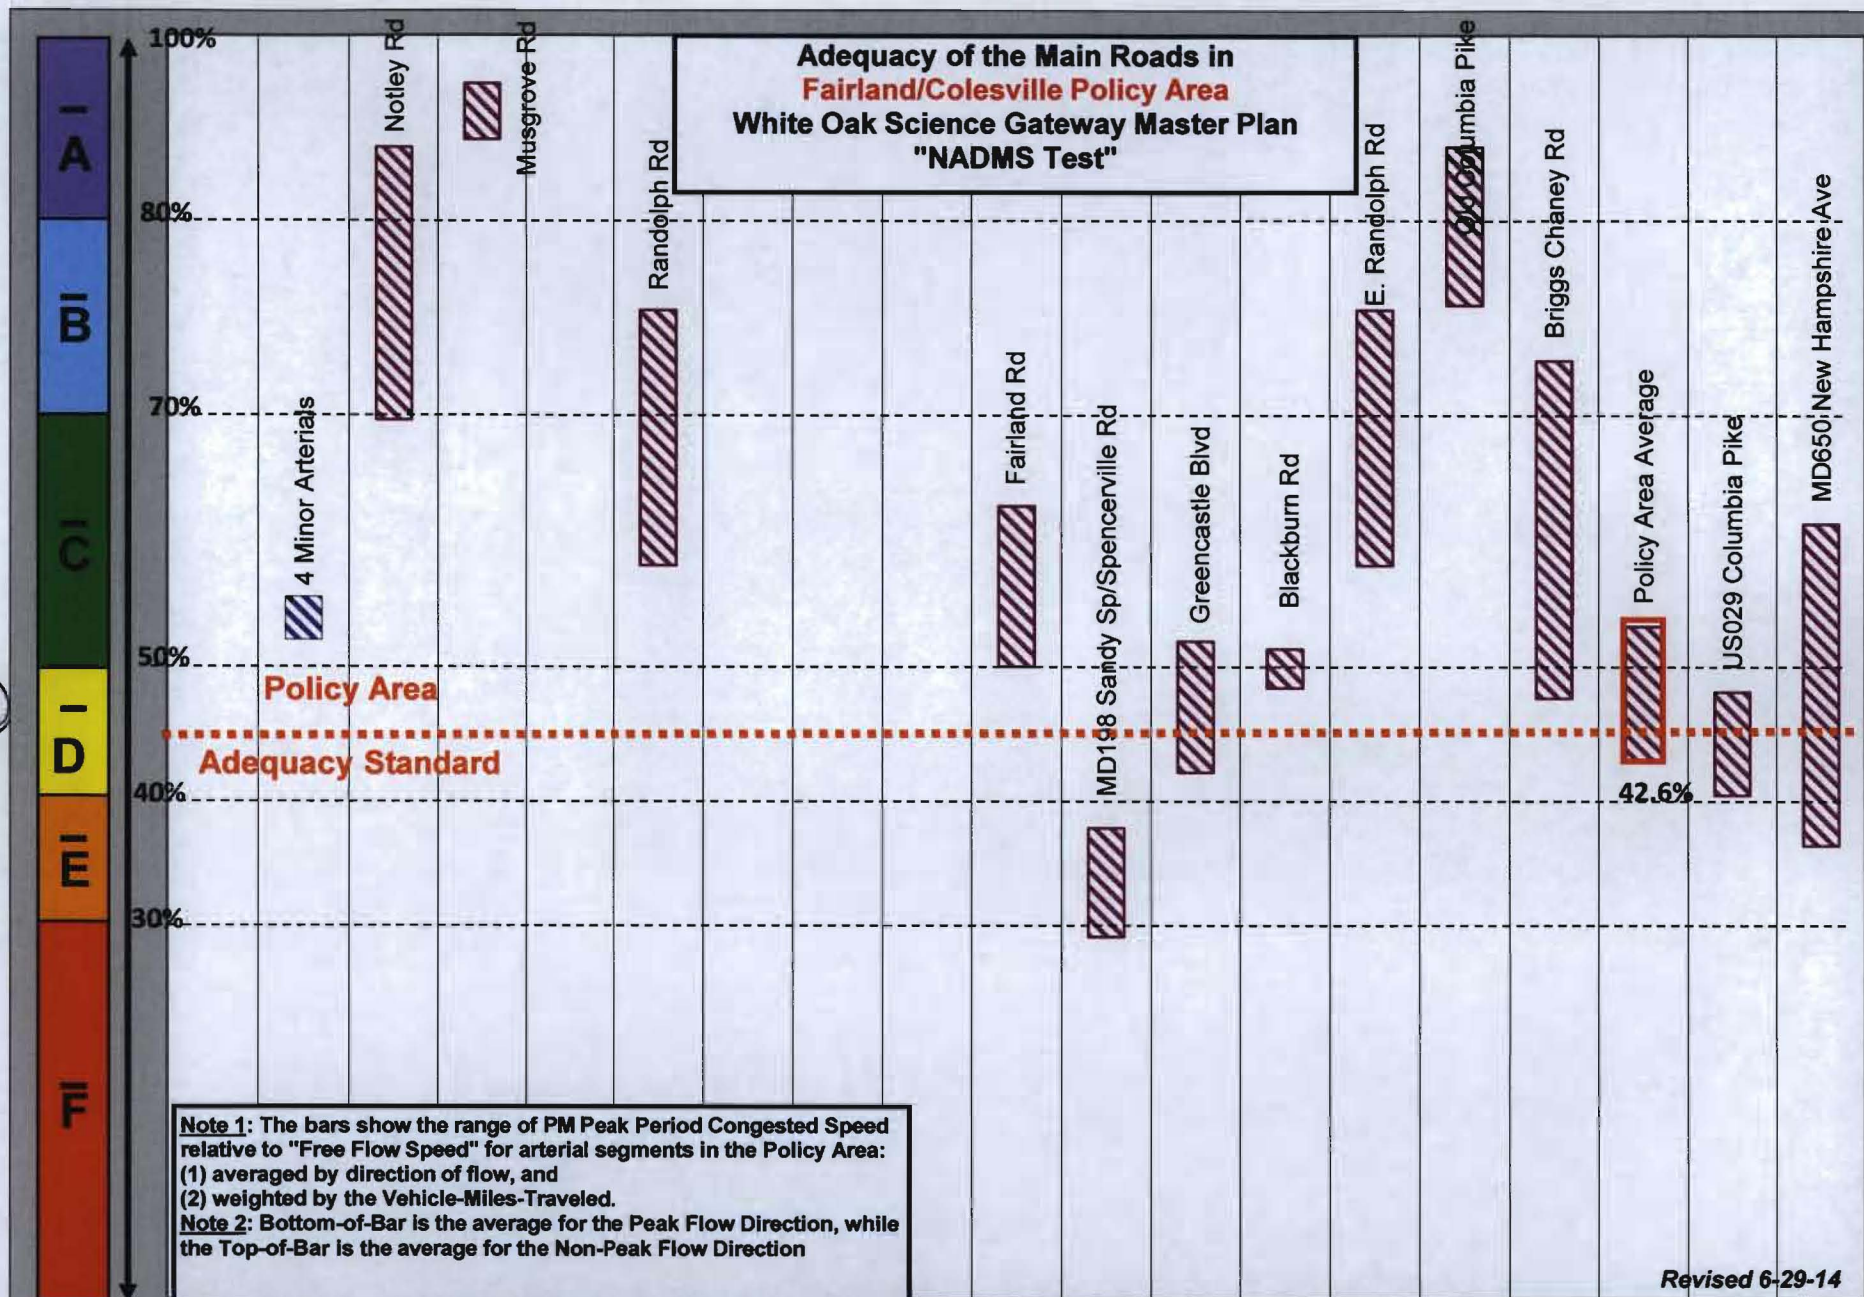 Adequacy of the Main Roads in
Fairland/Colesville Policy Area
White Oak Science Gateway Master Plan
"NADMS Test"
100%
80%
70%
50%
40%
30%
A
B
C
D
E
F
4 Minor Arterials
Notley Rd
Musgrove Rd
Randolph Rd
Fairland Rd
MD198 Sandy Sp/Spencerville Rd
Greencastle Blvd
Blackburn Rd
E. Randolph Rd
Old Columbia Pike
Briggs Chaney Rd
Policy Area Average
US029 Columbia Pike
MD650 New Hampshire Ave
Policy Area
Adequacy Standard
42.6%
Note 1: The bars show the range of PM Peak Period Congested Speed
relative to "Free Flow Speed" for arterial segments in the Policy Area:
(1) averaged by direction of flow, and
(2) weighted by the Vehicle-Miles-Traveled.
Note 2: Bottom-of-Bar is the average for the Peak Flow Direction, while
the Top-of-Bar is the average for the Non-Peak Flow Direction
Revised 6-29-14